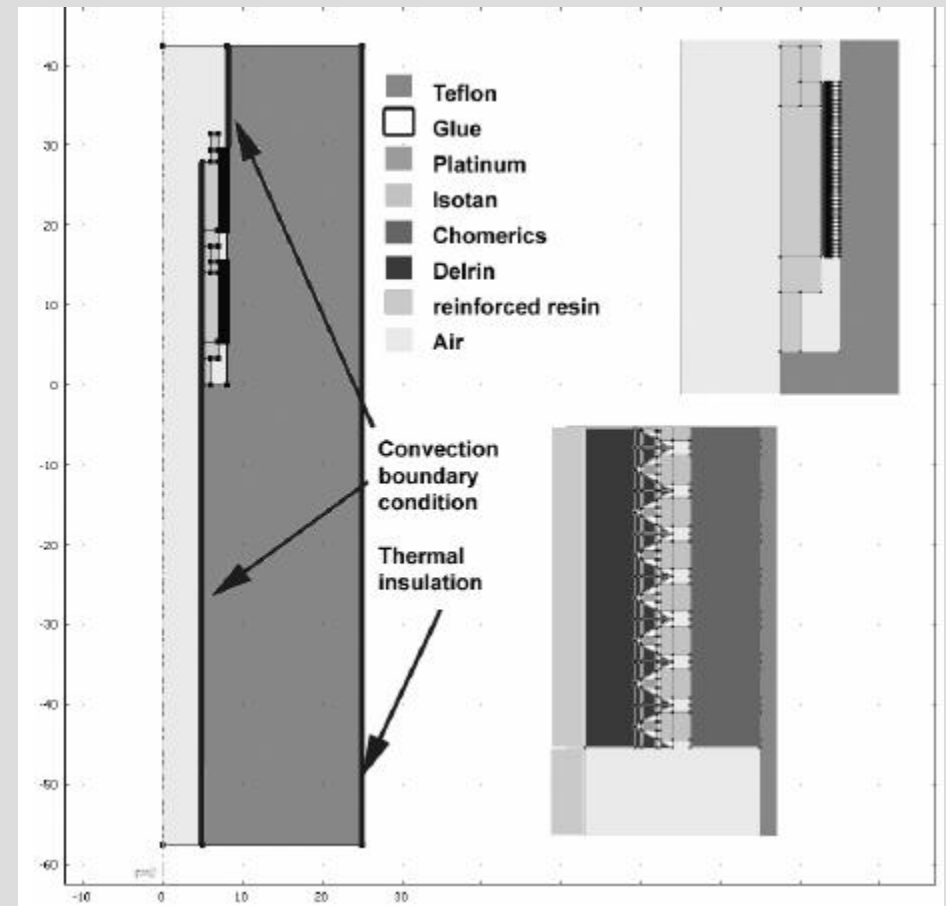 40
30
20
10
0
-10
-20
-30
-40
-50
-60
-10
0
10
20
30
Teflon
Glue
Platinum
Isotan
Chomerics
Delrin
reinforced resin
Air
Convection
boundary
condition
Thermal
insulation